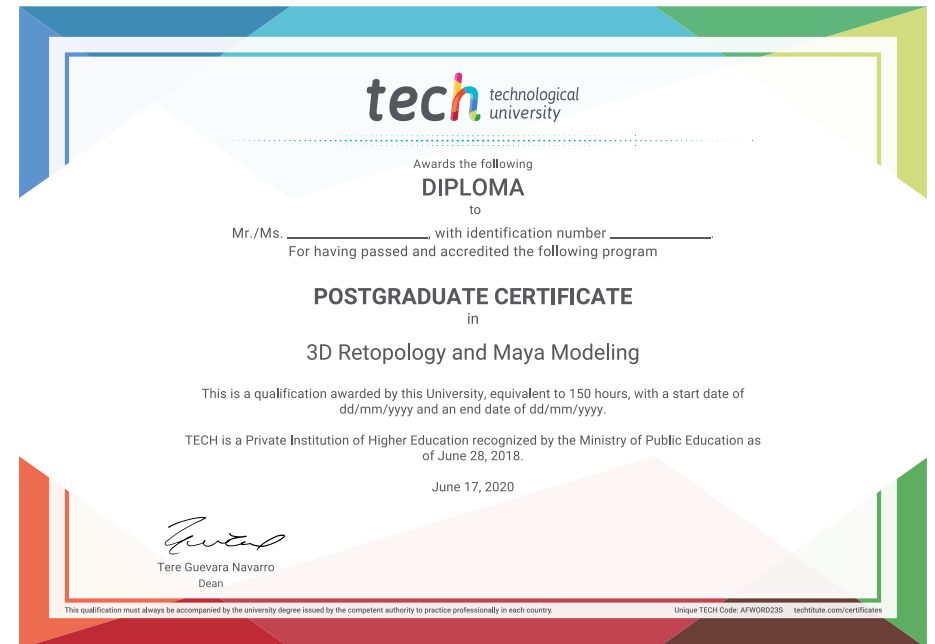 tech technological
university
Awards the following
DIPLOMA
to
Mr./Ms. ____________________, with identification number ______________.
For having passed and accredited the following program
POSTGRADUATE CERTIFICATE
in
3D Retopology and Maya Modeling
This is a qualification awarded by this University, equivalent to 150 hours, with a start date of
dd/mm/yyyy and an end date of dd/mm/yyyy.
TECH is a Private Institution of Higher Education recognized by the Ministry of Public Education as
of June 28, 2018.
June 17, 2020
Tere Guevara Navarro
Dean
This qualification must always be accompanied by the university degree issued by the competent authority to practice professionally in each country. Unique TECH Code: AFWORD23S techtitute.com/certificates